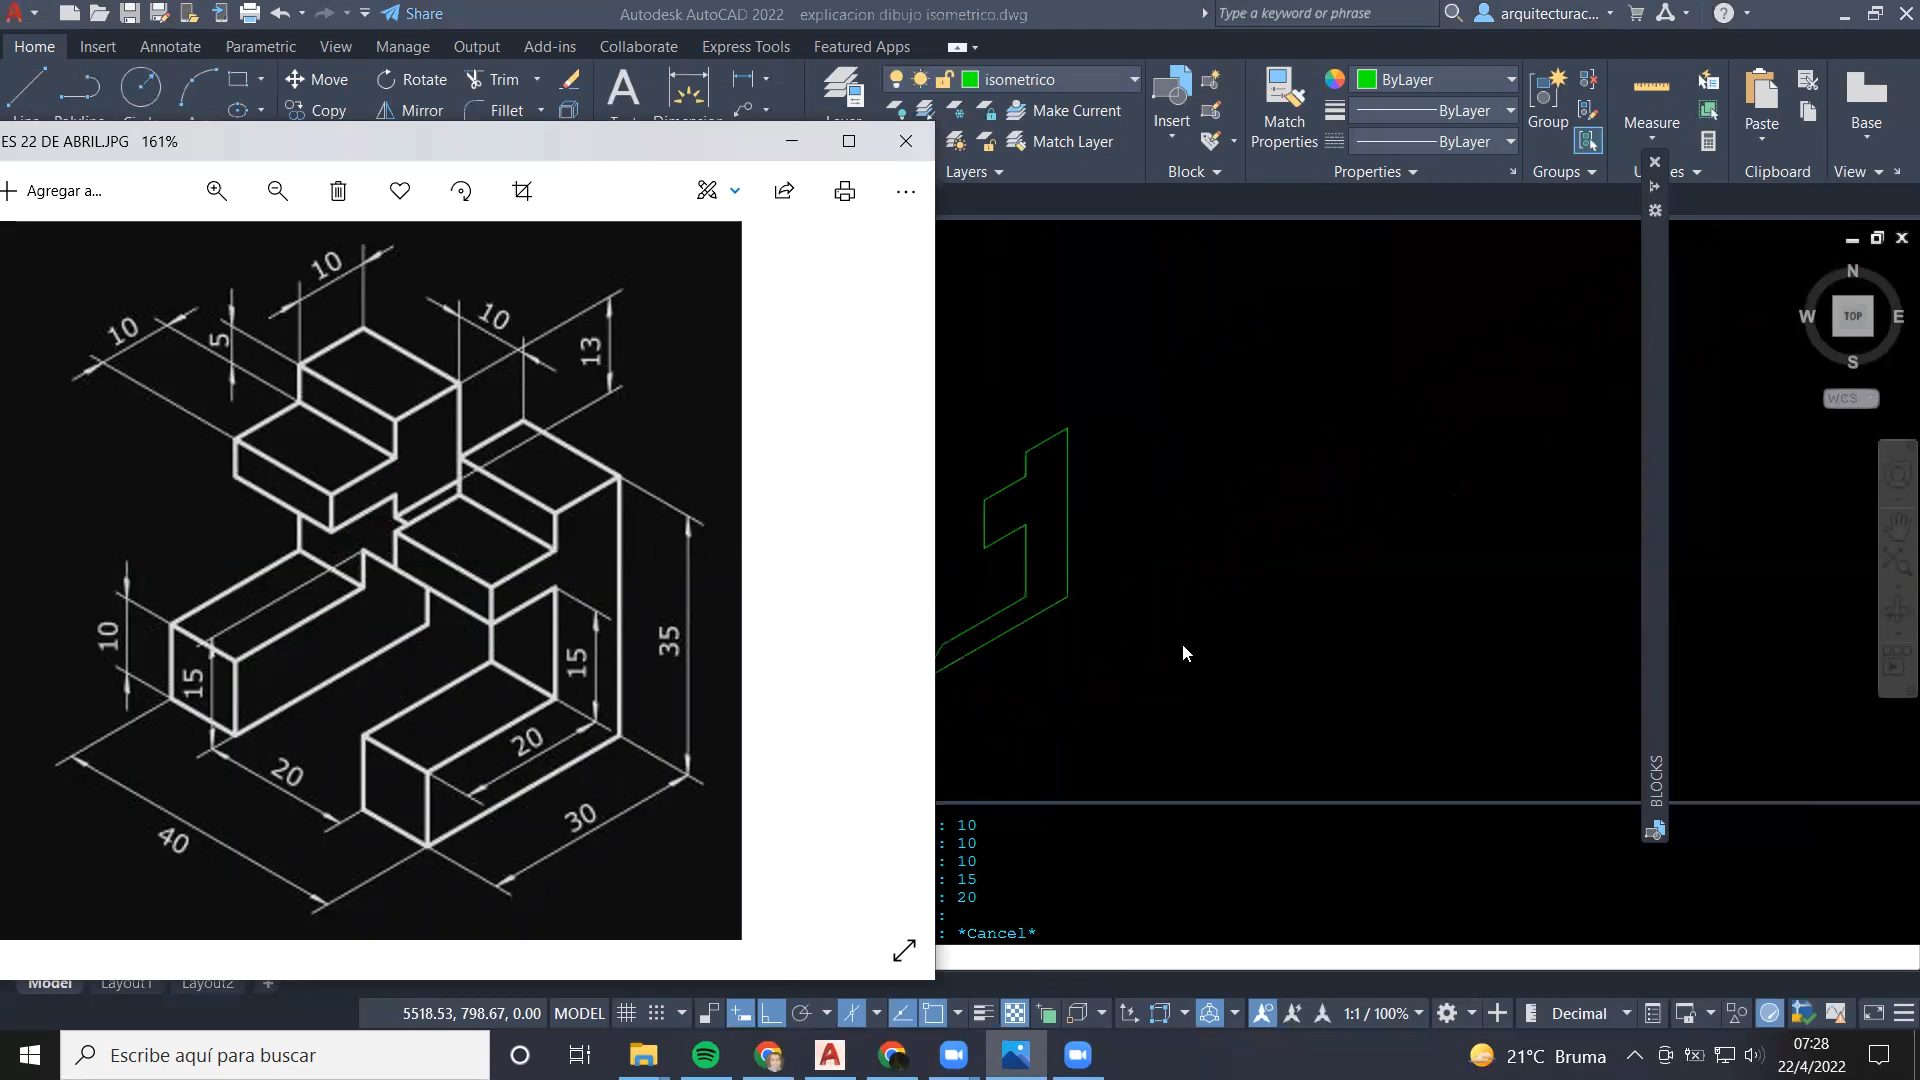 Share
Autodesk AutoCAD 2022 explicacion dibujo isometrico.dwg
Type a keyword or phrase
arquitecturac...
Home Insert Annotate Parametric View Manage Output Add-ins Collaborate Express Tools Featured Apps
Move Rotate Trim
Copy Mirror Fillet
isometrico
Make Current
Match Layer
Layers
Insert
Block
Match
Properties
ByLayer
ByLayer
ByLayer
Properties
Group
Groups
Measure
Paste
Clipboard
Base
View
ES 22 DE ABRIL.JPG 161%
Agregar a...
10
10
10
5
13
10
15
15
35
20
20
30
40
N
W TOP E
S
WCS
BLOCKS
: 10
: 10
: 10
: 15
: 20
:
: *Cancel*
Model Layout1 Layout2 +
5518.53, 798.67, 0.00 MODEL
1:1 / 100%
Decimal
Escribe aquí para buscar
21°C Bruma
07:28
22/4/2022